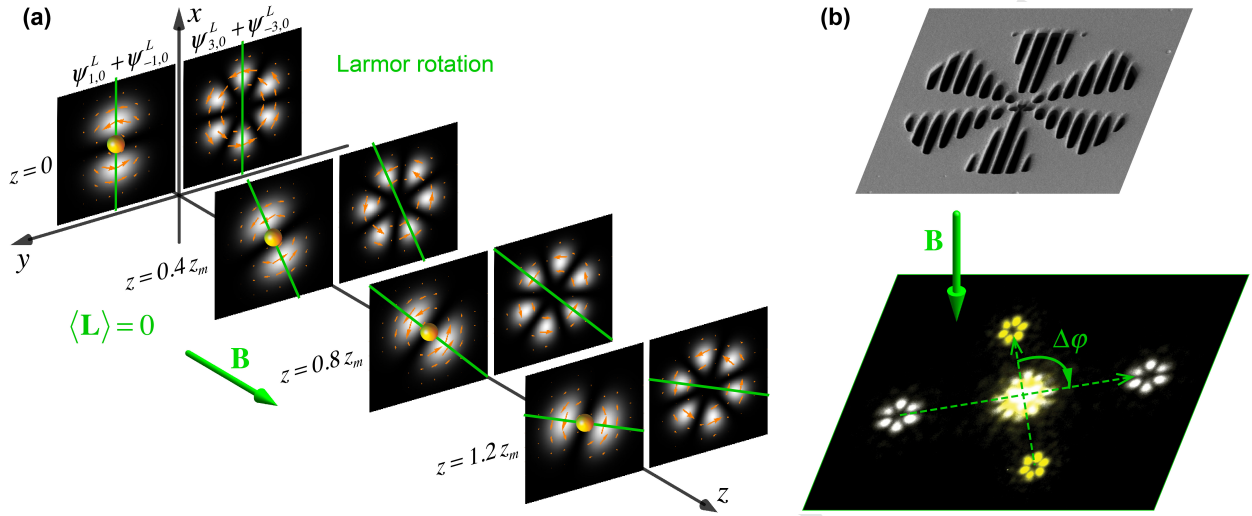 (a)
x
ψ^L_{1,0} + ψ^L_{-1,0}
ψ^L_{3,0} + ψ^L_{-3,0}
Larmor rotation
z = 0
y
z = 0.4 z_m
⟨L⟩ = 0
B
z = 0.8 z_m
z = 1.2 z_m
z
(b)
B
Δφ